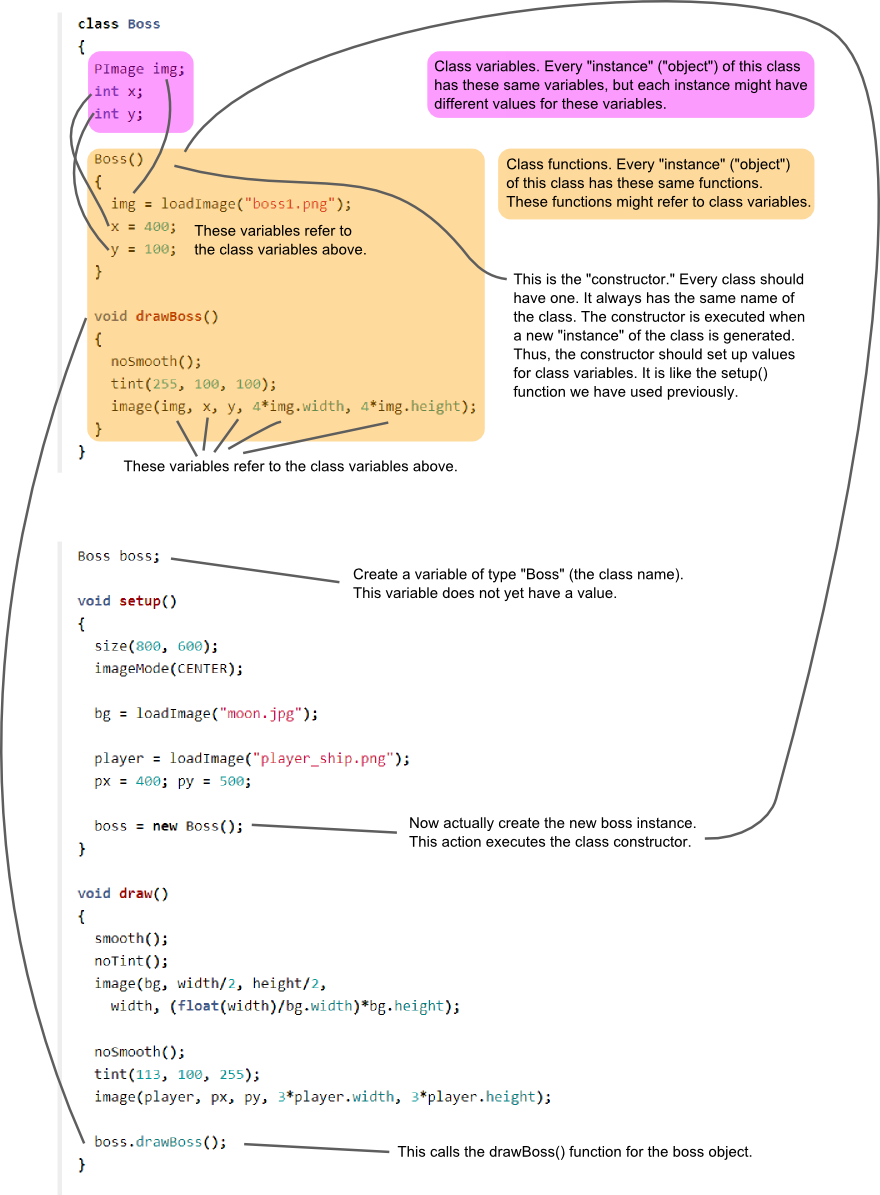 class Boss
{
PImage img;
int x;
int y;
Class variables. Every "instance" ("object") of this class
has these same variables, but each instance might have
different values for these variables.
Boss()
{
img = loadImage("boss1.png");
x = 400;
y = 100;
}
These variables refer to
the class variables above.
Class functions. Every "instance" ("object")
of this class has these same functions.
These functions might refer to class variables.
This is the "constructor." Every class should
have one. It always has the same name of
the class. The constructor is executed when
a new "instance" of the class is generated.
Thus, the constructor should set up values
for class variables. It is like the setup()
function we have used previously.
void drawBoss()
{
noSmooth();
tint(255, 100, 100);
image(img, x, y, 4*img.width, 4*img.height);
}
}
These variables refer to the class variables above.
Boss boss;
Create a variable of type "Boss" (the class name).
This variable does not yet have a value.
void setup()
{
size(800, 600);
imageMode(CENTER);
bg = loadImage("moon.jpg");
player = loadImage("player_ship.png");
px = 400; py = 500;
boss = new Boss();
}
Now actually create the new boss instance.
This action executes the class constructor.
void draw()
{
smooth();
noTint();
image(bg, width/2, height/2,
width, (float(width)/bg.width)*bg.height);
noSmooth();
tint(113, 100, 255);
image(player, px, py, 3*player.width, 3*player.height);
boss.drawBoss();
}
This calls the drawBoss() function for the boss object.